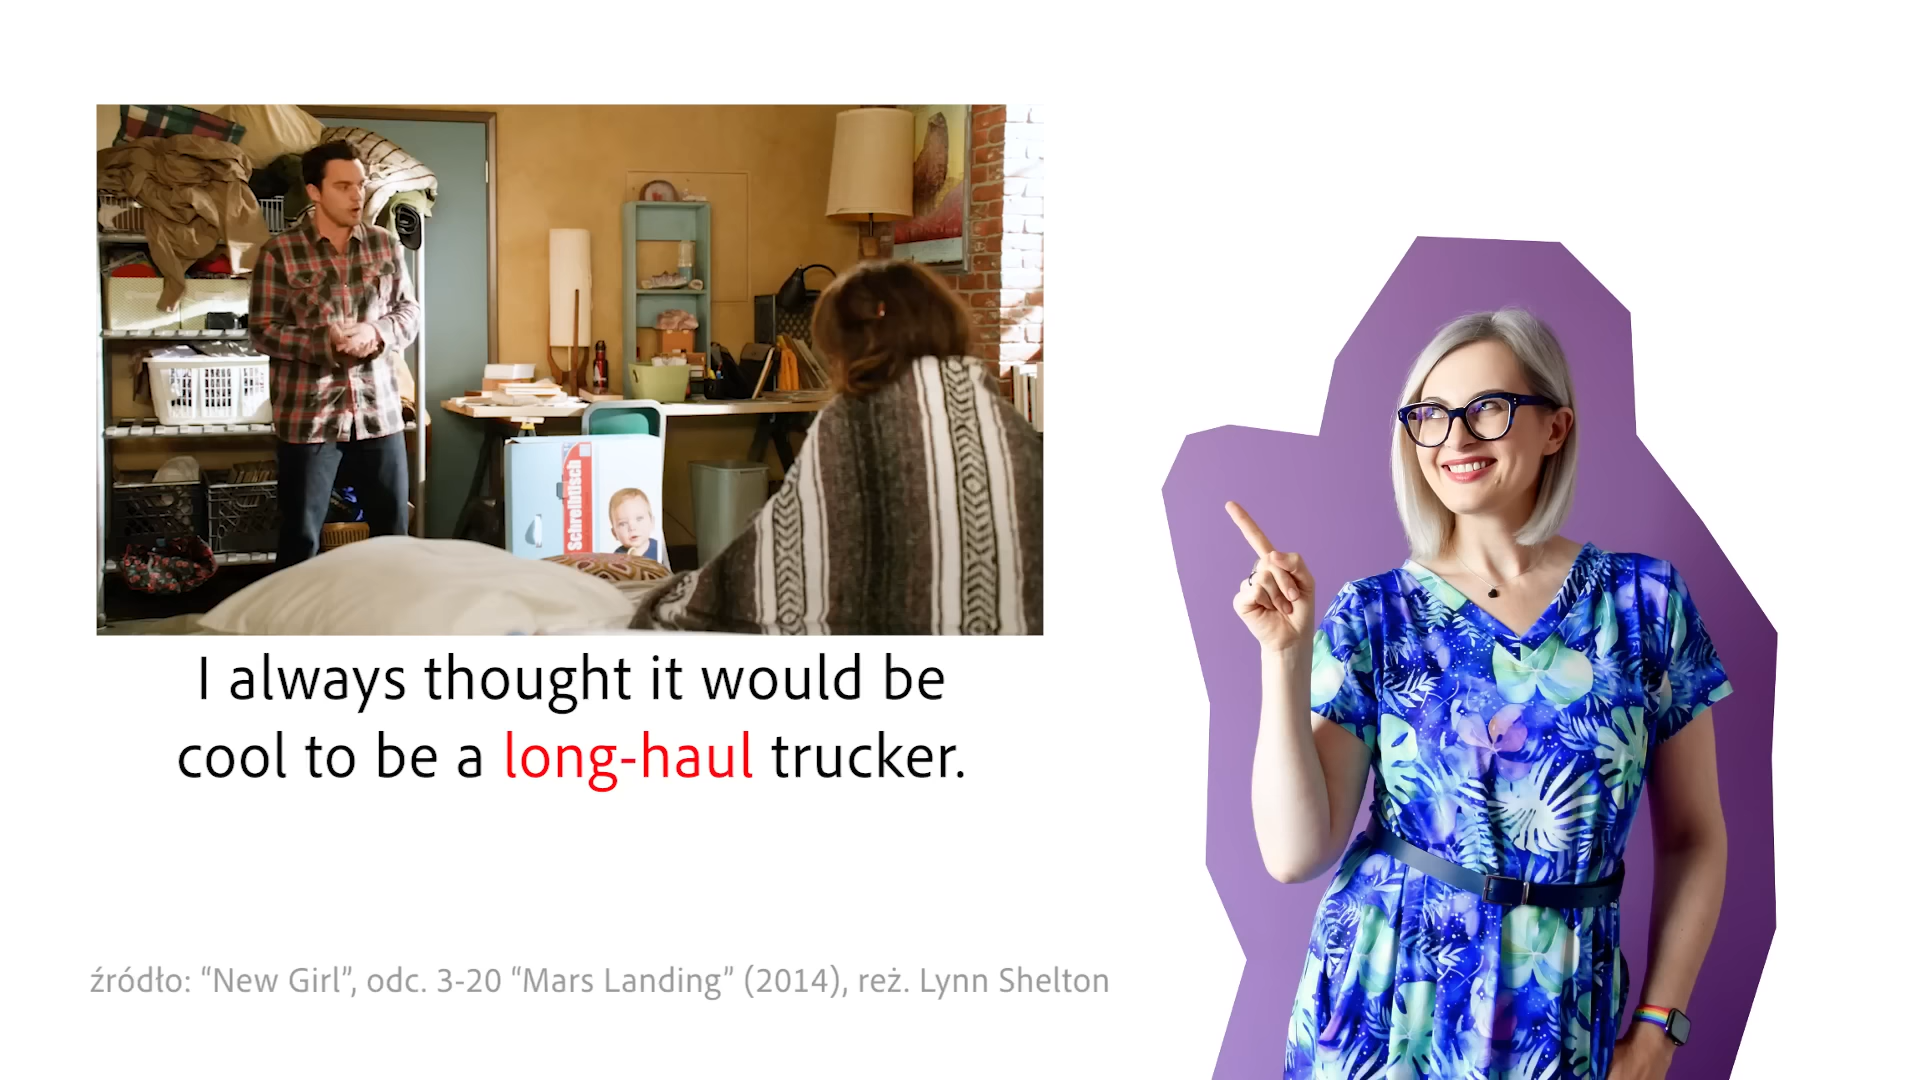 Schreibusch
I always thought it would be
cool to be a long-haul trucker.
źródło: “New Girl”, odc. 3-20 “Mars Landing” (2014), reż. Lynn Shelton